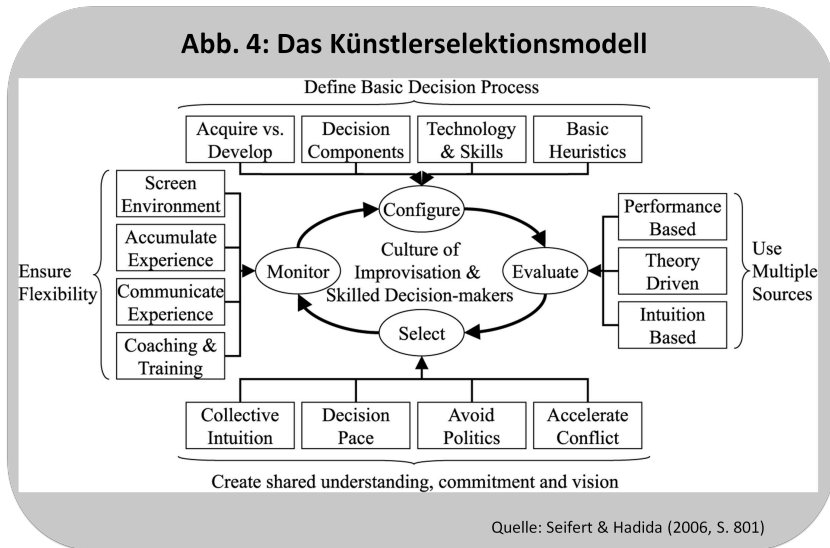 Abb. 4: Das Künstlerselektionsmodell
Define Basic Decision Process
Acquire vs.
Develop
Decision
Components
Technology
& Skills
Basic
Heuristics
Ensure
Flexibility
Screen
Environment
Accumulate
Experience
Communicate
Experience
Coaching &
Training
Configure
Monitor
Culture of
Improvisation &
Skilled Decision-makers
Evaluate
Select
Performance
Based
Theory
Driven
Intuition
Based
Use
Multiple
Sources
Collective
Intuition
Decision
Pace
Avoid
Politics
Accelerate
Conflict
Create shared understanding, commitment and vision
Quelle: Seifert & Hadida (2006, S. 801)